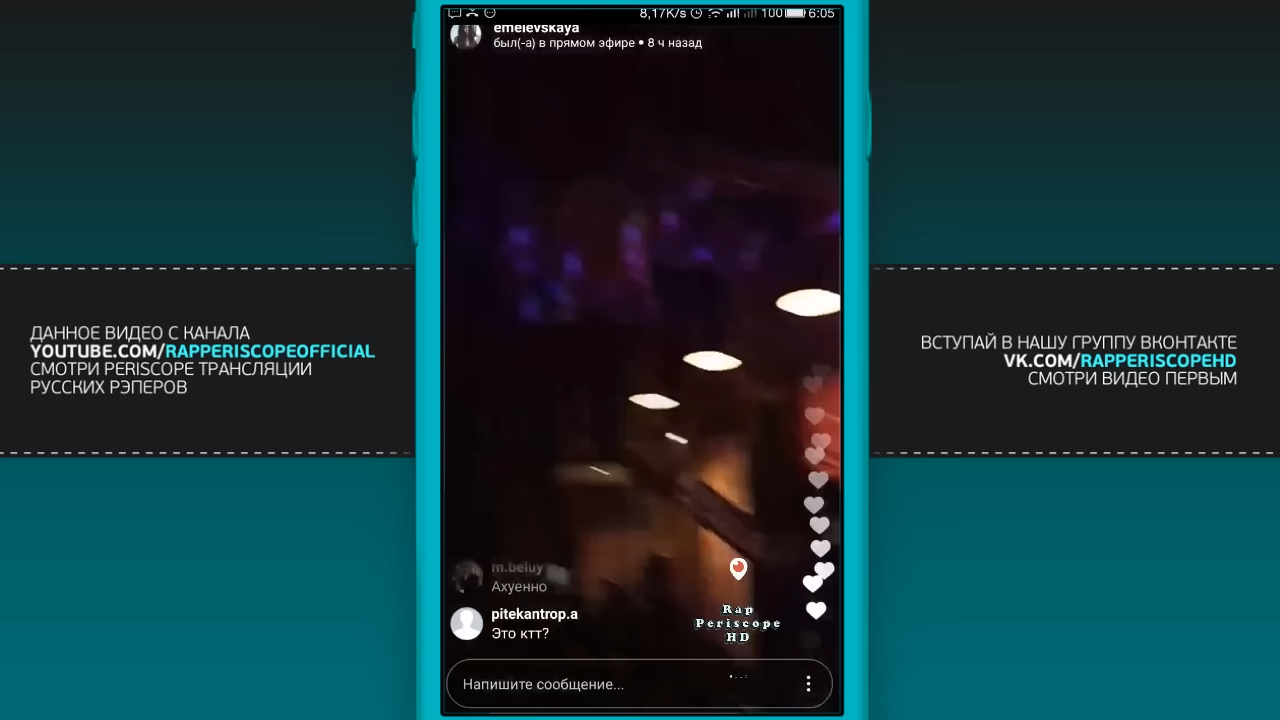 8,17K/s 100 6:05
emelevskaya
был(-а) в прямом эфире • 8 ч назад
ДАННОЕ ВИДЕО С КАНАЛА
YOUTUBE.COM/RAPPERISCOPEOFFICIAL
СМОТРИ PERISCOPE ТРАНСЛЯЦИИ
РУССКИХ РЭПЕРОВ
ВСТУПАЙ В НАШУ ГРУППУ ВКОНТАКТЕ
VK.COM/RAPPERISCOPEHD
СМОТРИ ВИДЕО ПЕРВЫМ
m.beluy
Ахуенно
pitekantrop.a
Это ктт?
Rap
Periscope
HD
Напишите сообщение...